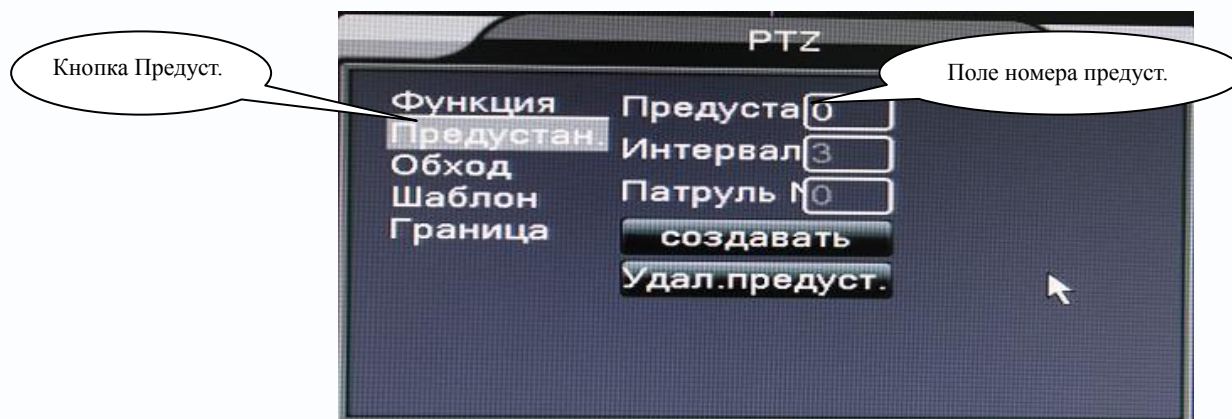 PTZ
Кнопка Предуст.
Поле номера предуст.
Функция
Предустан.
Обход
Шаблон
Граница
Предуста 0
Интервал 3
Патруль 0
создавать
Удал.предуст.